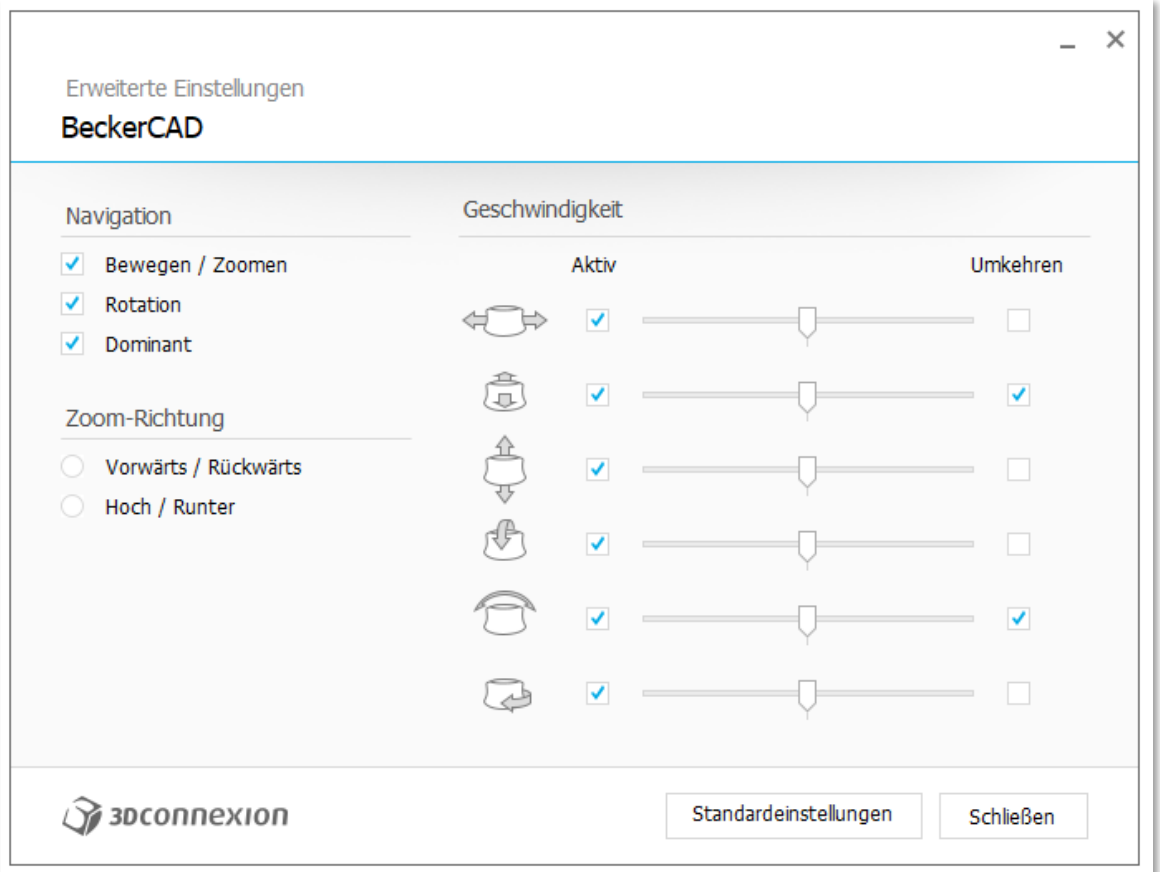 Erweiterte Einstellungen
BeckerCAD
Navigation
Bewegen / Zoomen
Rotation
Dominant
Zoom-Richtung
Vorwärts / Rückwärts
Hoch / Runter
Geschwindigkeit
Aktiv Umkehren
3Dconnexion
Standardeinstellungen
Schließen